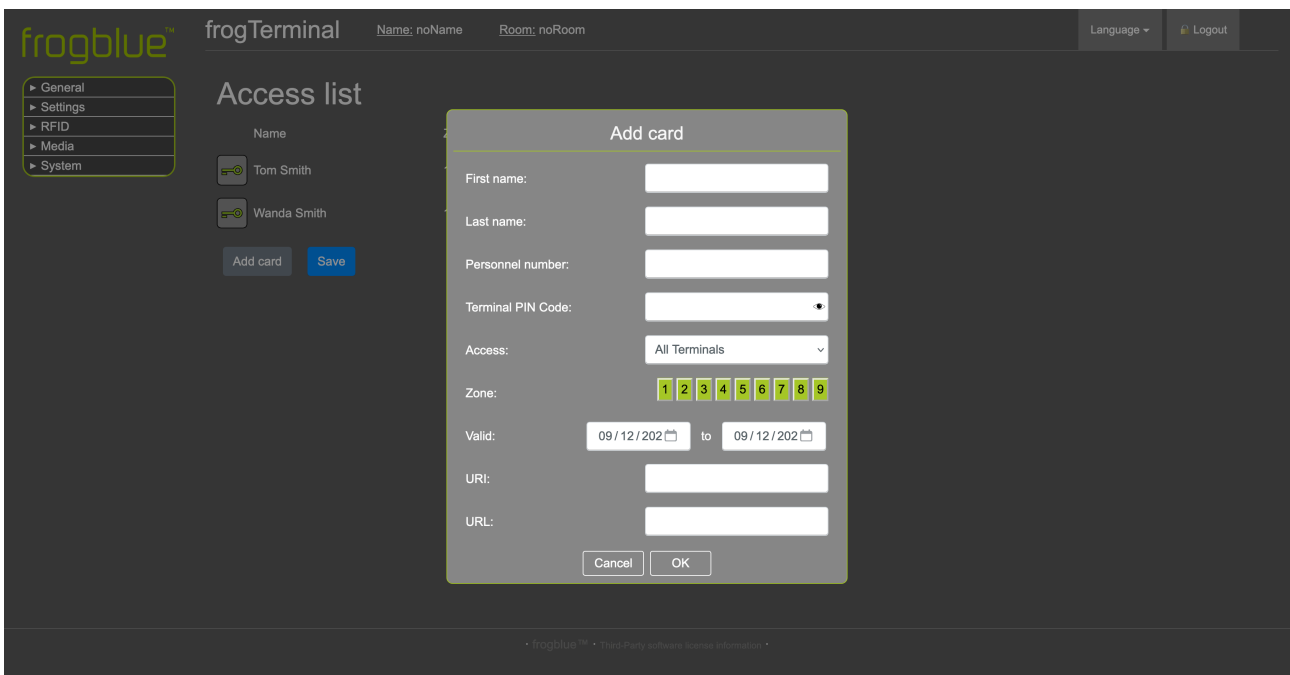 frogblue™
frogTerminal Name: noName Room: noRoom Language Logout
General
Settings
RFID
Media
System
Access list
Name
Tom Smith
Wanda Smith
Add card Save
Add card
First name:
Last name:
Personnel number:
Terminal PIN Code:
Access: All Terminals
Zone: 1 2 3 4 5 6 7 8 9
Valid: 09/12/202 to 09/12/202
URI:
URL:
Cancel OK
• frogblue™ • Third-Party software license information •